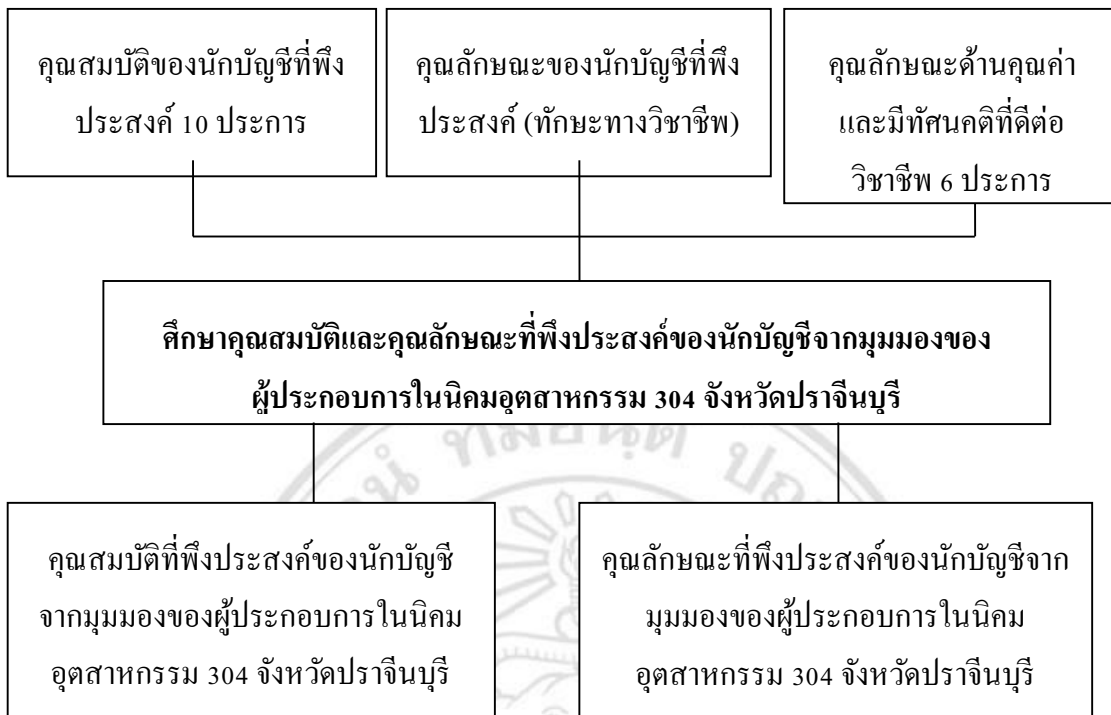 คุณสมบัติของนักบัญชีที่พึง
ประสงค์ 10 ประการ
คุณลักษณะของนักบัญชีที่พึง
ประสงค์ (ทักษะทางวิชาชีพ)
คุณลักษณะด้านคุณค่า
และมีทัศนคติที่ดีต่อ
วิชาชีพ 6 ประการ
ศึกษาคุณสมบัติและคุณลักษณะที่พึงประสงค์ของนักบัญชีจากมุมมองของ
ผู้ประกอบการในนิคมอุตสาหกรรม 304 จังหวัดปราจีนบุรี
คุณสมบัติที่พึงประสงค์ของนักบัญชี
จากมุมมองของผู้ประกอบการในนิคม
อุตสาหกรรม 304 จังหวัดปราจีนบุรี
คุณลักษณะที่พึงประสงค์ของนักบัญชีจาก
มุมมองของผู้ประกอบการในนิคม
อุตสาหกรรม 304 จังหวัดปราจีนบุรี